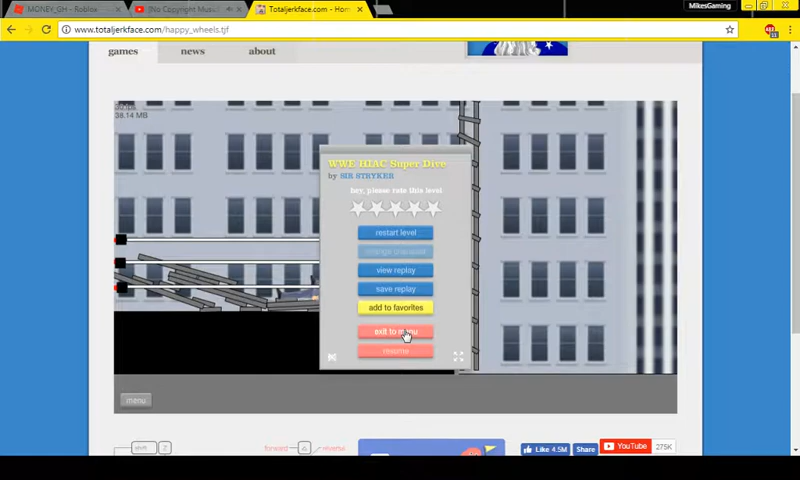 MONEY_GH - Roblox
(No Copyright Music
Totaljerkface.com - Hom
MikesGaming
www.totaljerkface.com/happy_wheels.tjf
games
news
about
38.14 MB
WWE HIAC Super Dive
by SIR STRYKER
hey, please rate this level
restart level
change character
view replay
save replay
add to favorites
exit to menu
resume
menu
shift
Z
forward
reverse
Like 4.5M
Share
YouTube
275K